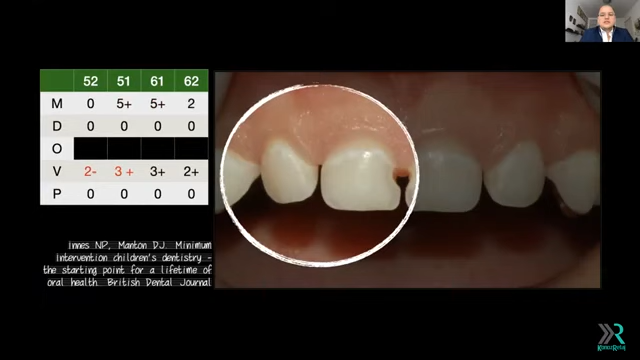 52 51 61 62
M 0 5+ 5+ 2
D 0 0 0 0
O
V 2- 3 + 3+ 2+
P 0 0 0 0
Innes NP, Manton DJ. Minimum
intervention children's dentistry -
the starting point for a lifetime of
oral health. British Dental Journal